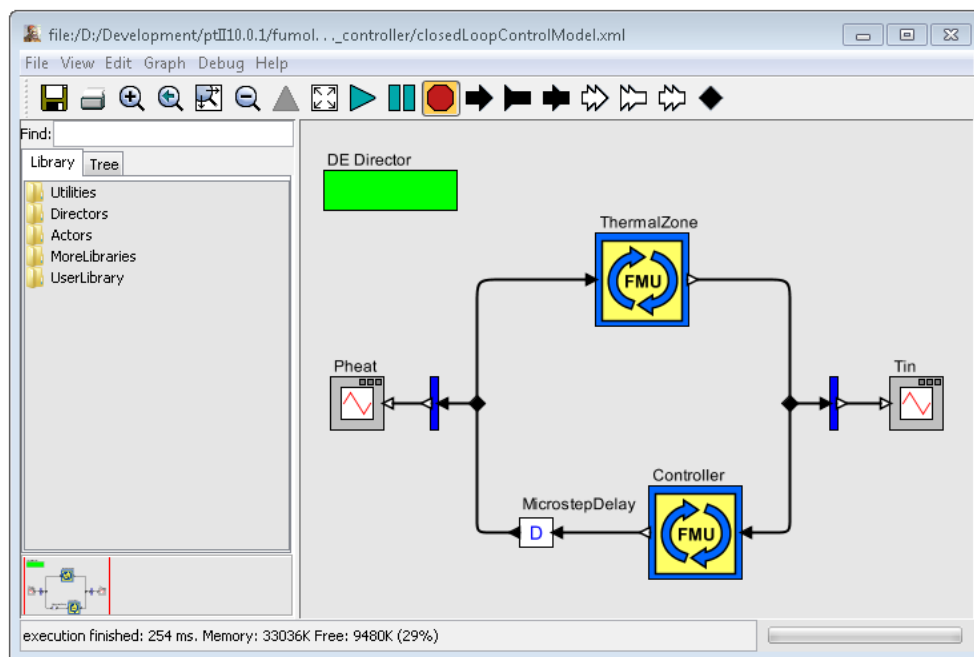 file:/D:/Development/ptII10.0.1/fumol. . ._controller/closedLoopControlModel.xml
File View Edit Graph Debug Help
Find:
Library Tree
Utilities
Directors
Actors
MoreLibraries
UserLibrary
DE Director
ThermalZone
FMU
Pheat
Tin
Controller
MicrostepDelay
D
FMU
execution finished: 254 ms. Memory: 33036K Free: 9480K (29%)